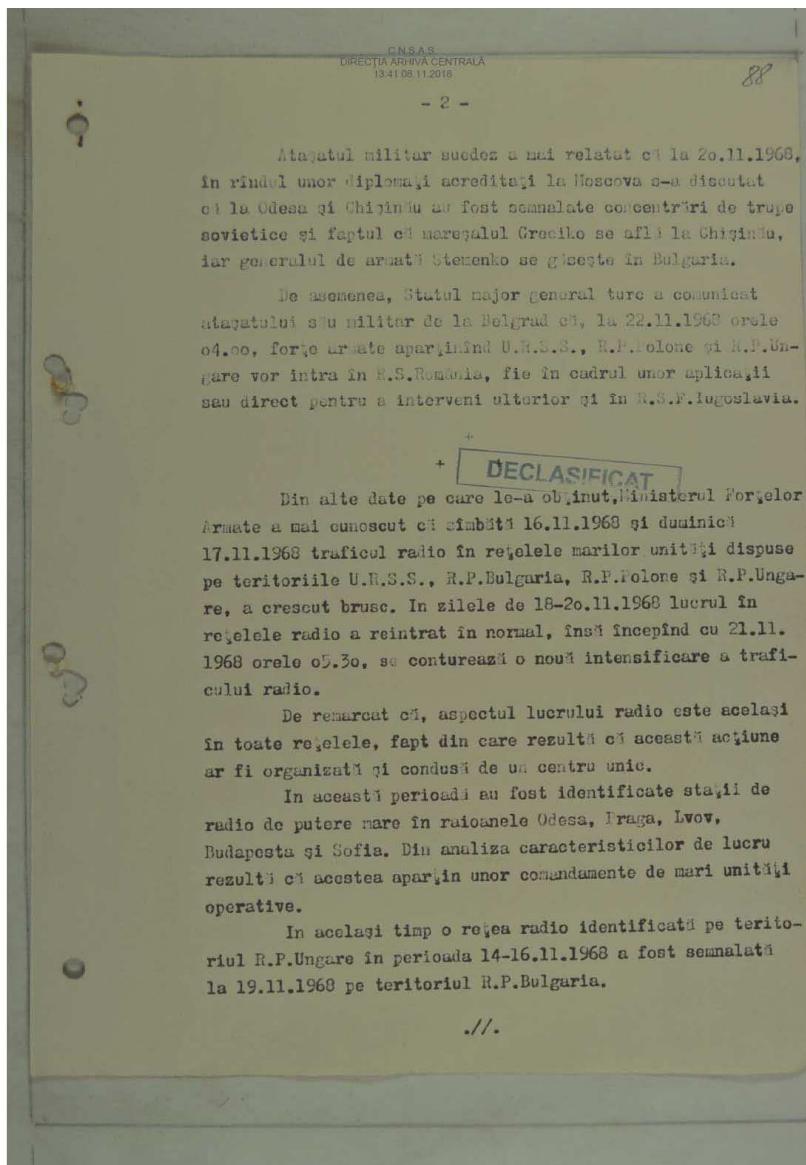 C.N.S.A.S.
DIRECȚIA ARHIVA CENTRALĂ
13:41 08.11.2018
88
- 2 -
Atașatul militar suedez a mai relatat că la 2o.11.1968,
în rîndul unor diplomați acreditați la Moscova s-a discutat
că la Odesa și Chișinău au fost semnalate concentrări de trupe
sovietice și faptul că mareșalul Greciko se află la Chișinău,
iar generalul de armată Stemenko se găsește în Bulgaria.
De asemenea, Statul major general turc a comunicat
atașatului său militar de la Belgrad că, la 22.11.1968 orele
o4.oo, forțe armate aparținînd U.R.S.S., R.P.Polone și R.P.Un-
gare vor intra în R.S.România, fie în cadrul unor aplicații
sau direct pentru a interveni ulterior și în R.S.F.Iugoslavia.
+
+ +
DECLASIFICAT
Din alte date pe care le-a obținut,Ministerul Forțelor
Armate a mai cunoscut că sîmbătă 16.11.1968 și duminică
17.11.1968 traficul radio în rețelele marilor unități dispuse
pe teritoriile U.R.S.S., R.P.Bulgaria, R.P.Polone și R.P.Unga-
re, a crescut brusc. In zilele de 18-2o.11.1968 lucrul în
rețelele radio a reintrat în normal, însă începînd cu 21.11.
1968 orele o5.3o, se conturează o nouă intensificare a trafi-
cului radio.
De remarcat că, aspectul lucrului radio este același
în toate rețelele, fapt din care rezultă că această acțiune
ar fi organizată și condusă de un centru unic.
In această perioadă au fost identificate stații de
radio de putere mare în raioanele Odesa, Praga, Lvov,
Budapesta și Sofia. Din analiza caracteristicilor de lucru
rezultă că acestea aparțin unor comandamente de mari unități
operative.
In același timp o rețea radio identificată pe terito-
riul R.P.Ungare în perioada 14-16.11.1968 a fost semnalată
la 19.11.1968 pe teritoriul R.P.Bulgaria.
.//.